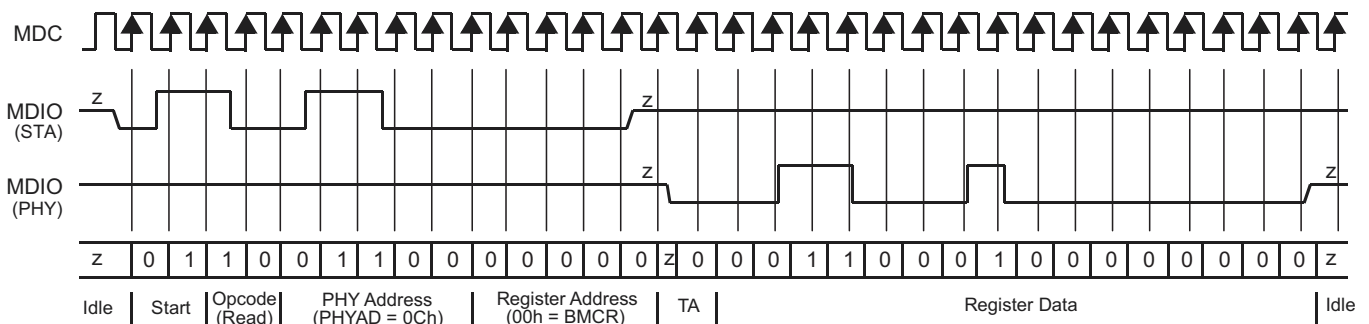 MDC
z
z
MDIO
(STA)
z
z
MDIO
(PHY)
z 0 1 1 0 0 1 1 0 0 0 0 0 0 0 z 0 0 0 1 1 0 0 0 1 0 0 0 0 0 0 0 0 z
Idle Start Opcode PHY Address Register Address TA Register Data Idle
(Read) (PHYAD = 0Ch) (00h = BMCR)